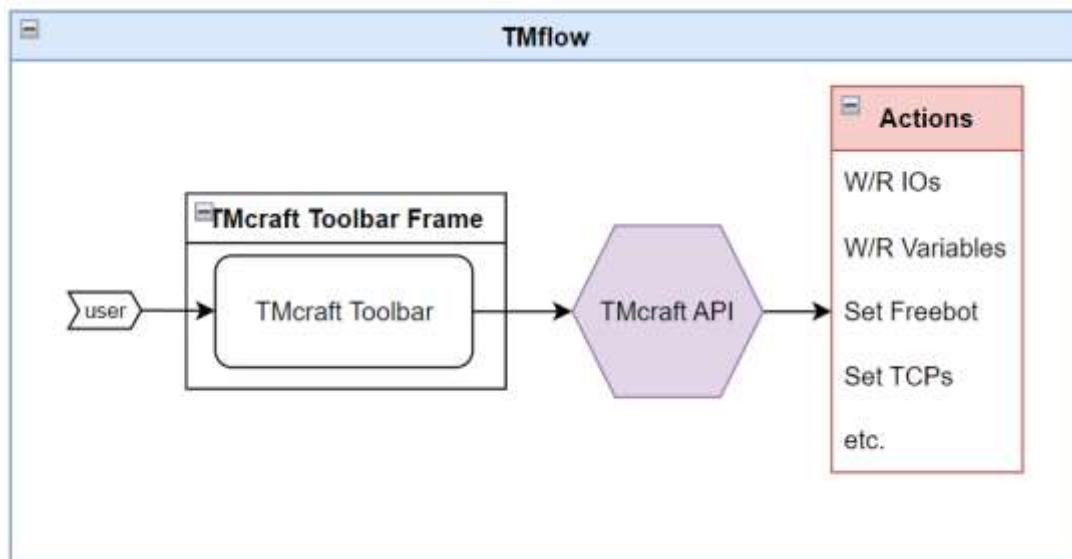 TMflow
Actions
W/R IOs
TMcraft Toolbar Frame
W/R Variables
user
TMcraft Toolbar
TMcraft API
Set Freebot
Set TCPs
etc.